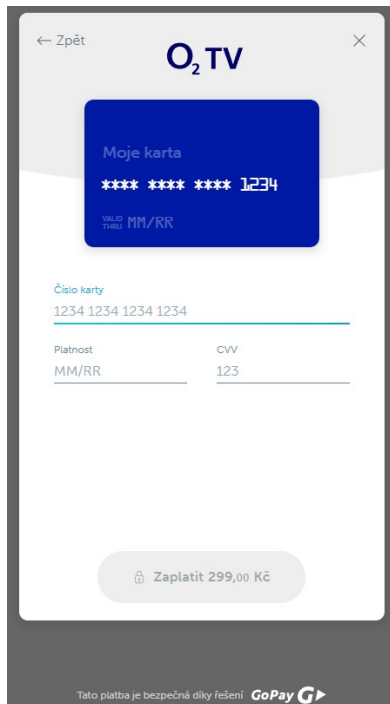 ← Zpět
O2 TV
Moje karta
**** **** **** 1234
VALID THRU MM/RR
Číslo karty
1234 1234 1234 1234
Platnost CVV
MM/RR 123
Zaplatit 299,00 Kč
Tato platba je bezpečná díky řešení GoPay G